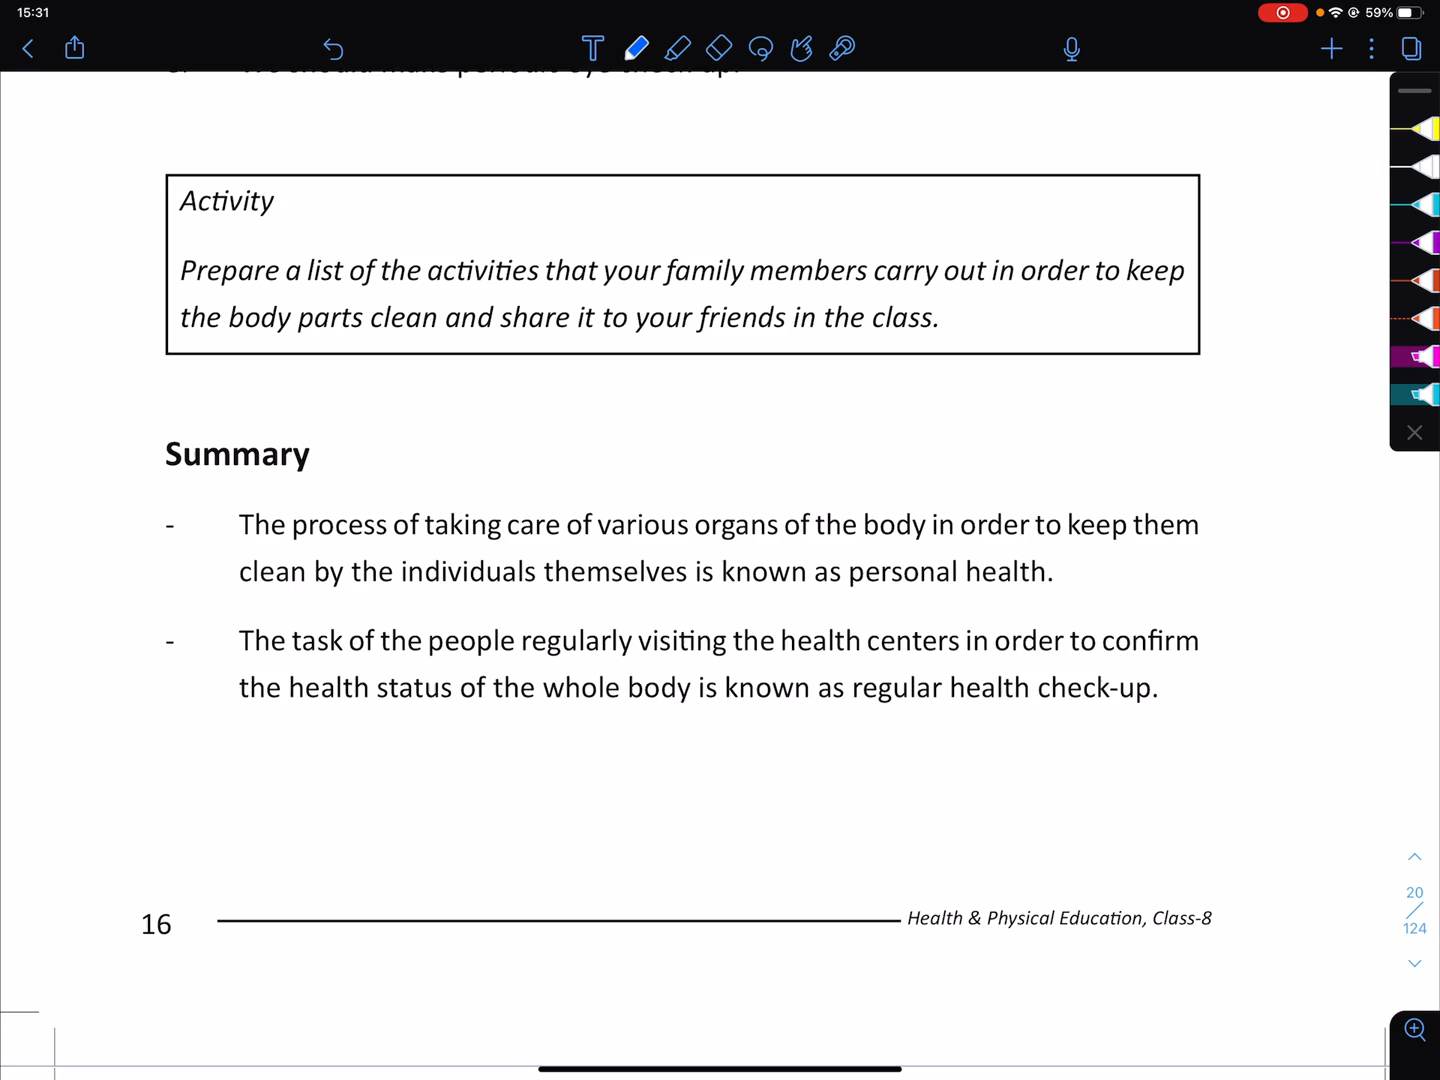 15:31
59%
Activity
Prepare a list of the activities that your family members carry out in order to keep
the body parts clean and share it to your friends in the class.
Summary
- The process of taking care of various organs of the body in order to keep them
clean by the individuals themselves is known as personal health.
- The task of the people regularly visiting the health centers in order to confirm
the health status of the whole body is known as regular health check-up.
20
124
16
Health & Physical Education, Class-8